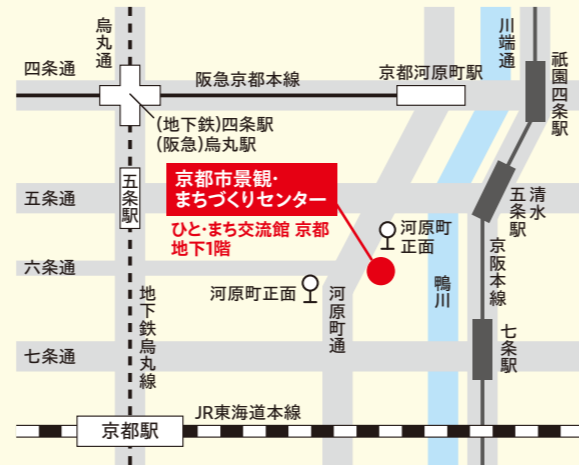 烏丸通
川端通
四条通
阪急京都本線
京都河原町駅
祇園四条駅
(地下鉄)四条駅
(阪急)烏丸駅
京都市景観・
まちづくりセンター
ひと・まち交流館 京都
地下1階
五条駅
五条通
清水
五条駅
河原町
正面
京阪本線
六条通
河原町正面
鴨川
地下鉄烏丸線
河原町通
七条駅
七条通
JR東海道本線
京都駅